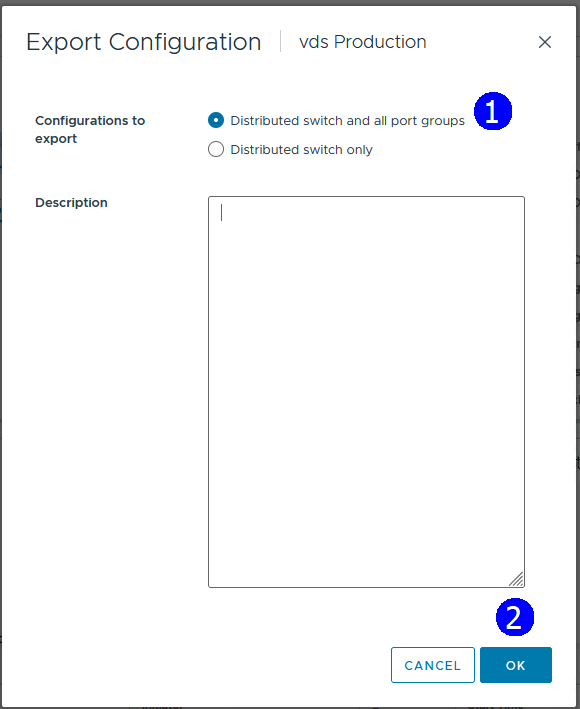 Export Configuration | vds Production
Configurations to
export
Distributed switch and all port groups
1
Distributed switch only
Description
2
CANCEL
OK